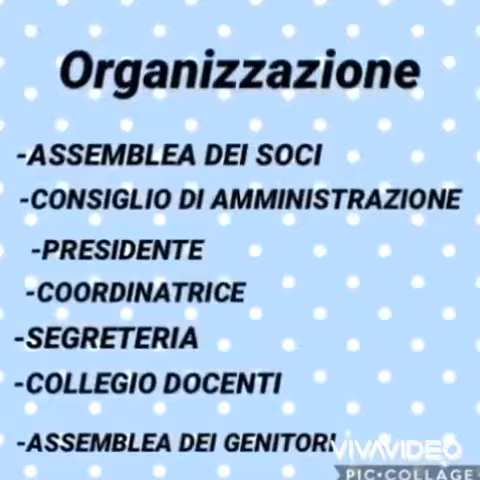 Organizzazione
-ASSEMBLEA DEI SOCI
-CONSIGLIO DI AMMINISTRAZIONE
-PRESIDENTE
-COORDINATRICE
-SEGRETERIA
-COLLEGIO DOCENTI
-ASSEMBLEA DEI GENITORI
VIVAVIDEO
PIC•COLLAGE